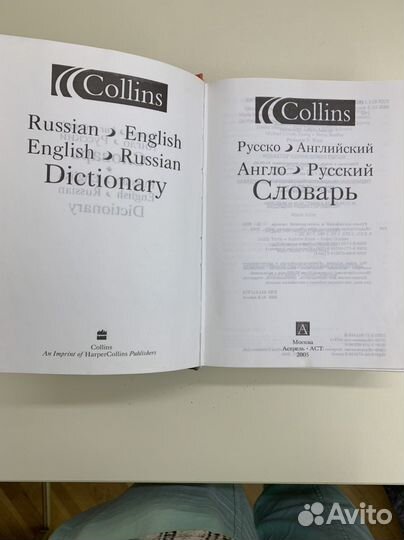 Collins
Russian English
English Russian
Dictionary
Collins
An Imprint of HarperCollins Publishers
Collins
Русско Английский
Англо Русский
Словарь
А
Москва
Апрель • АСТ
2005
Avito